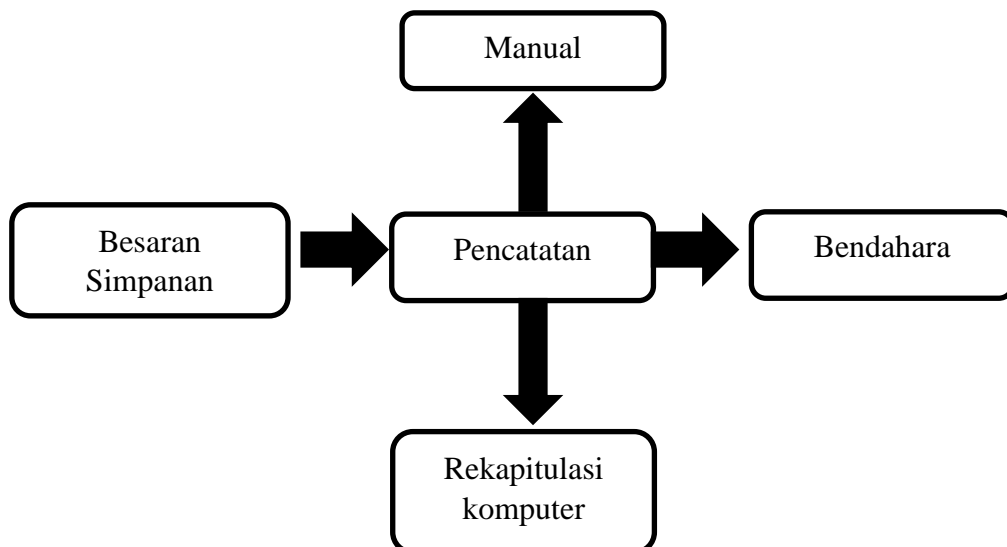 Manual
Besaran
Simpanan
Pencatatan
Bendahara
Rekapitulasi
komputer